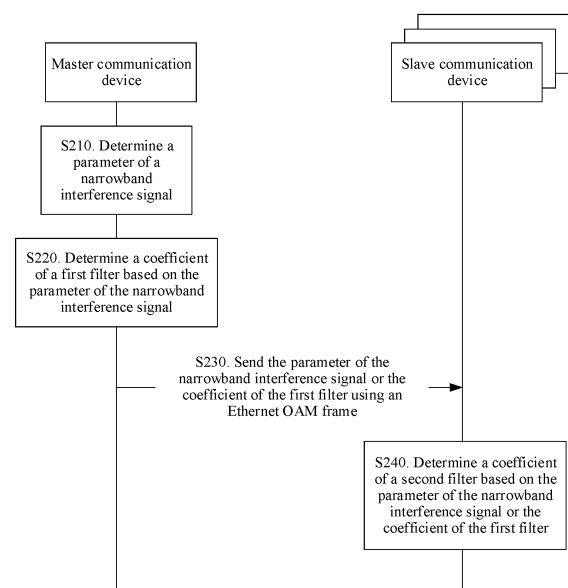 Master communication
device
Slave communication
device
S210. Determine a
parameter of a
narrowband
interference signal
S220. Determine a coefficient
of a first filter based on the
parameter of the narrowband
interference signal
S230. Send the parameter of the
narrowband interference signal or the
coefficient of the first filter using an
Ethernet OAM frame
S240. Determine a coefficient
of a second filter based on the
parameter of the narrowband
interference signal or the
coefficient of the first filter